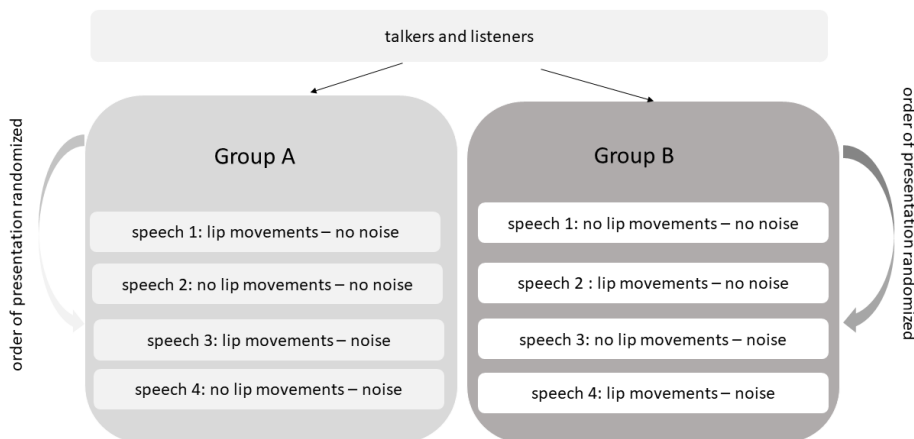 talkers and listeners
order of presentation randomized
Group A
speech 1: lip movements – no noise
speech 2: no lip movements – no noise
speech 3: lip movements – noise
speech 4: no lip movements – noise
Group B
speech 1: no lip movements – no noise
speech 2 : lip movements – no noise
speech 3: no lip movements – noise
speech 4: lip movements – noise
order of presentation randomized